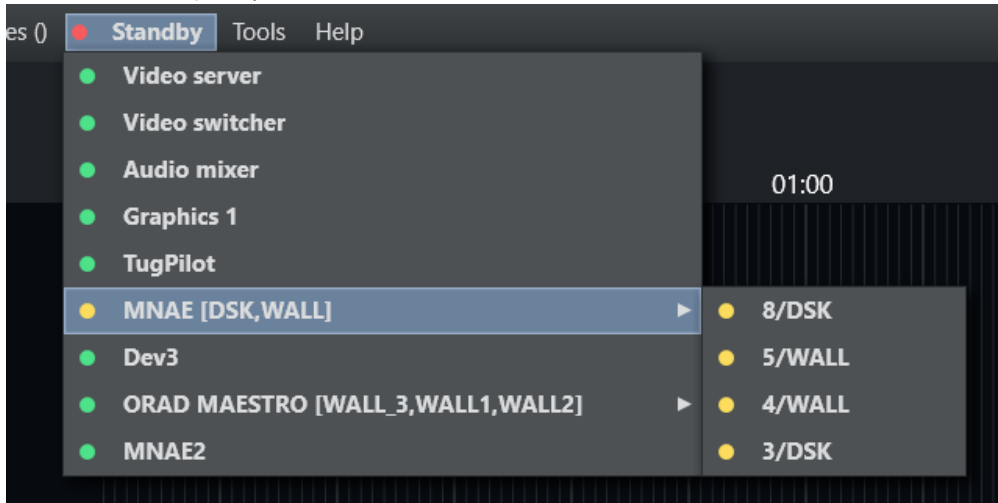 es () Standby Tools Help
Video server
Video switcher
Audio mixer
01:00
Graphics 1
TugPilot
MNAE [DSK,WALL]
8/DSK
Dev3
5/WALL
ORAD MAESTRO [WALL_3,WALL1,WALL2]
4/WALL
MNAE2
3/DSK